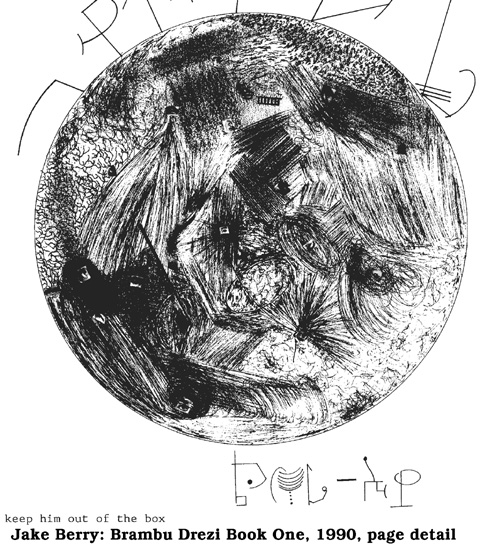 keep him out of the box
Jake Berry: Brambu Drezi Book One, 1990, page detail